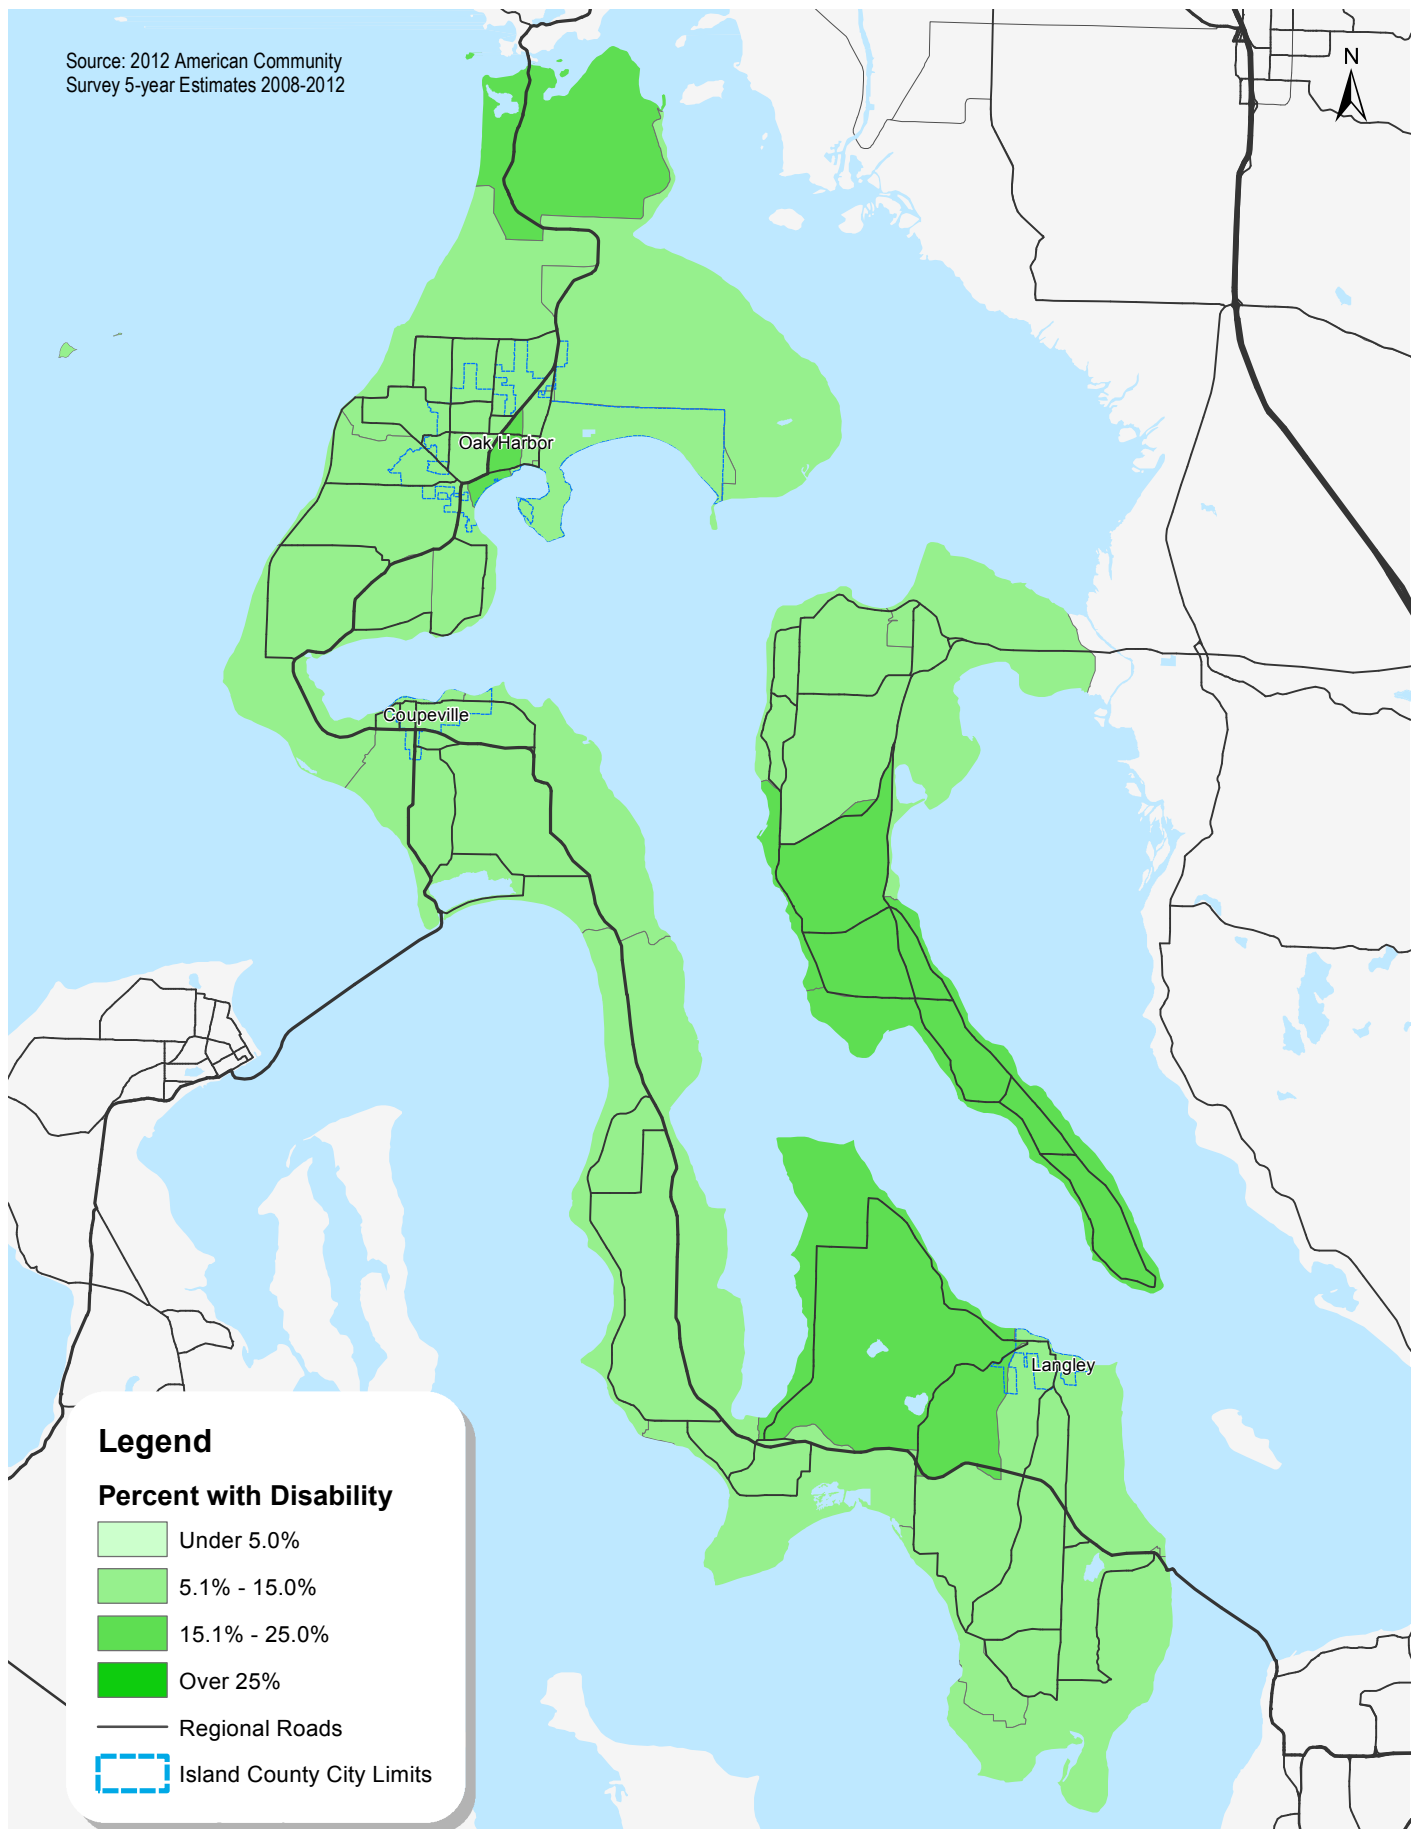 Source: 2012 American Community
Survey 5-year Estimates 2008-2012
N
Oak Harbor
Coupeville
Langley
Legend
Percent with Disability
Under 5.0%
5.1% - 15.0%
15.1% - 25.0%
Over 25%
Regional Roads
Island County City Limits